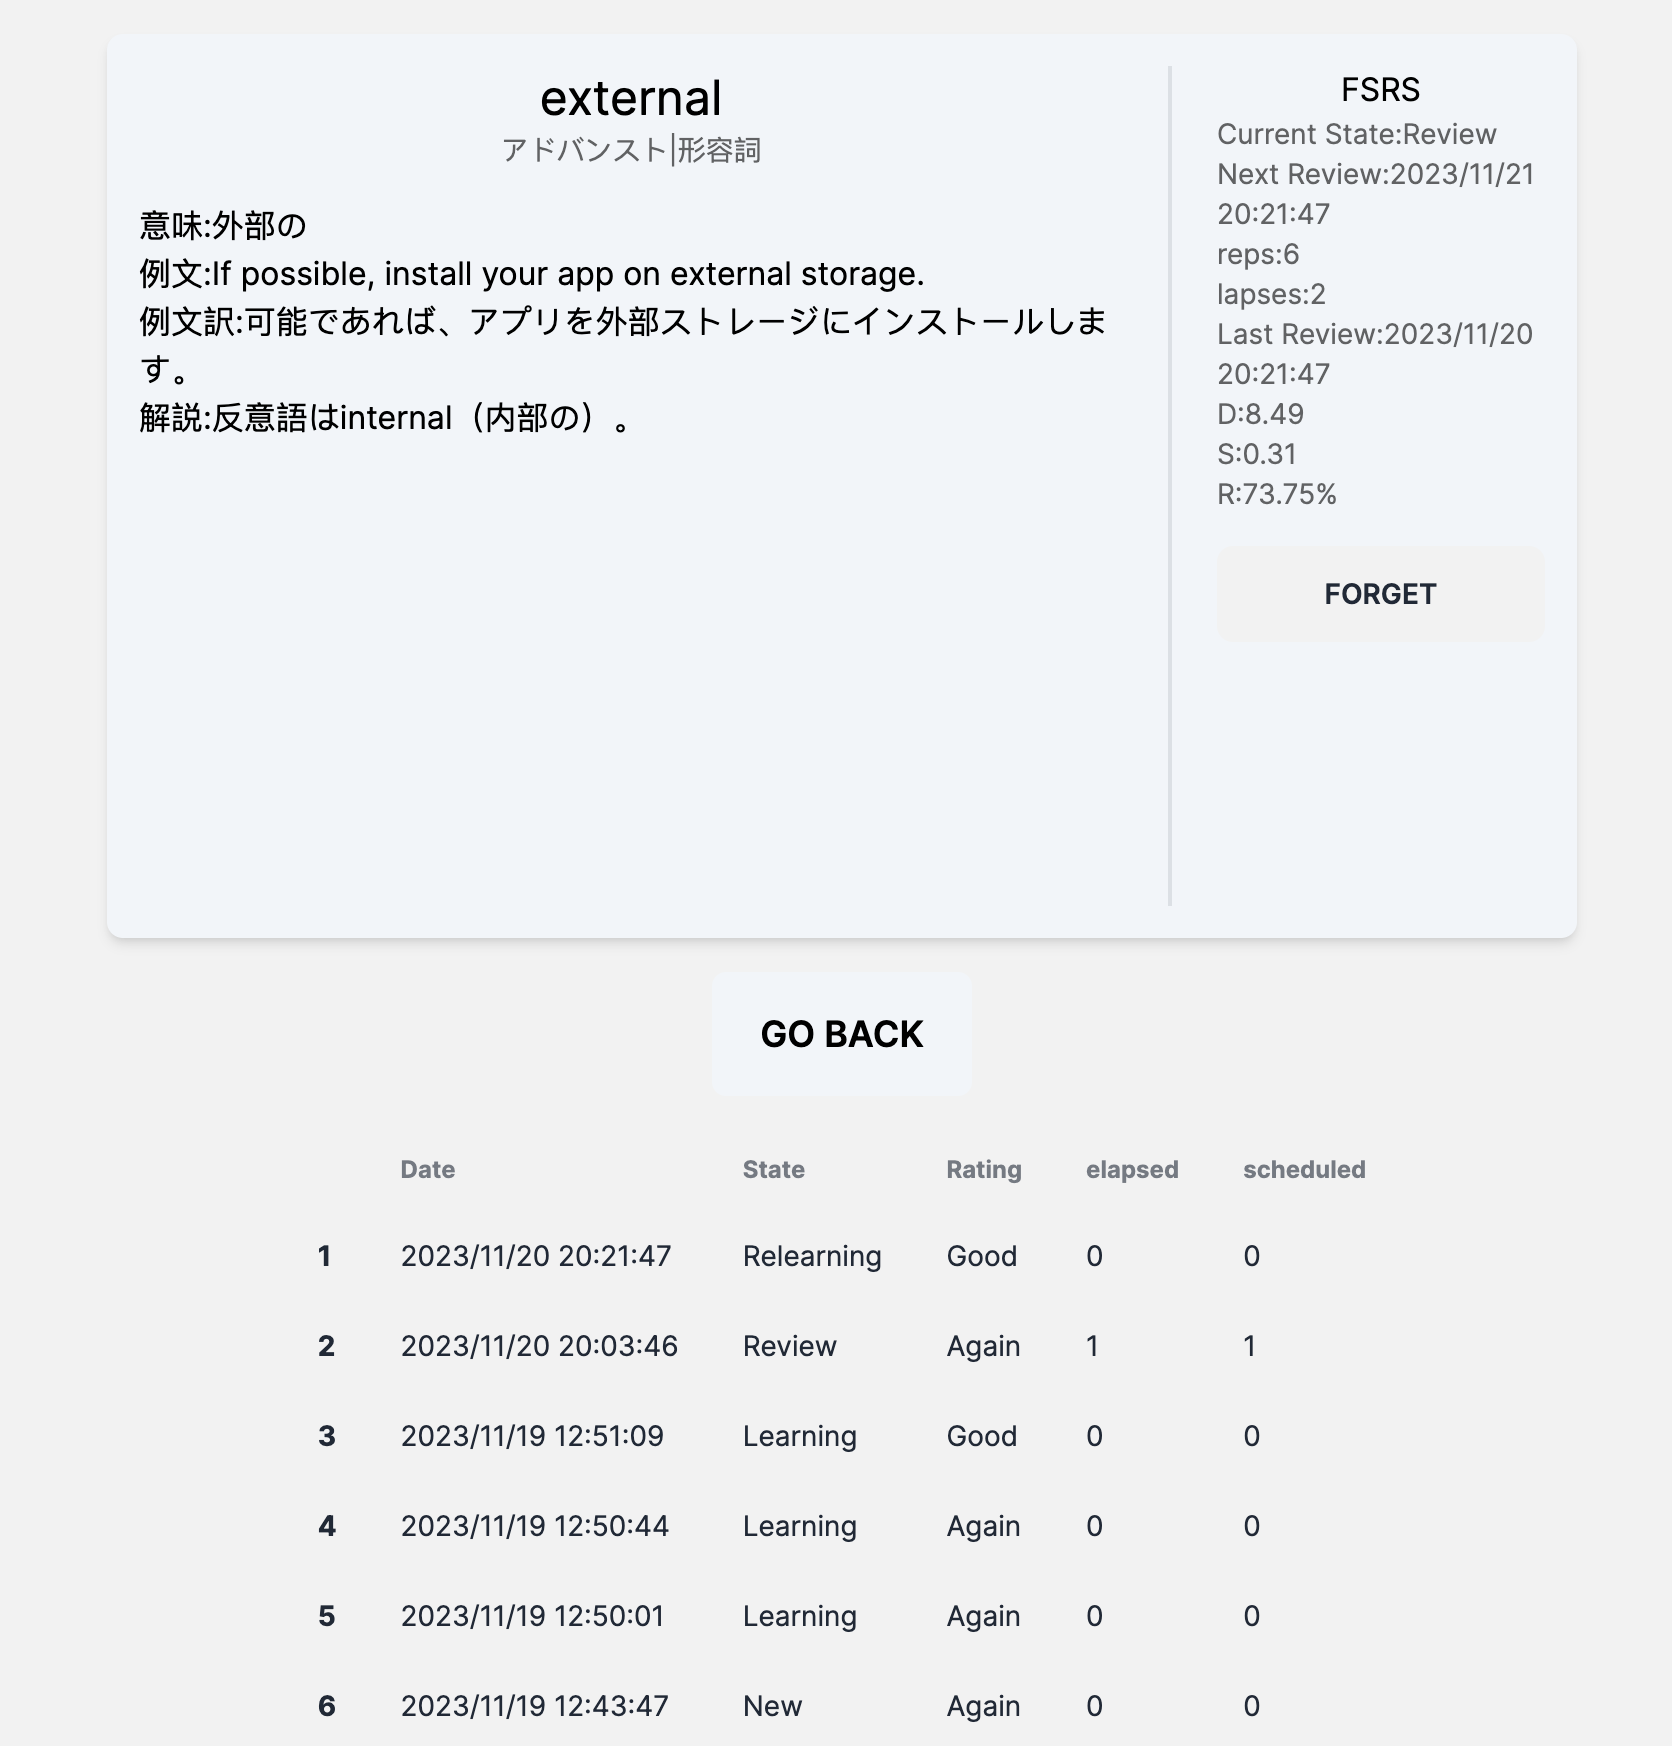 external
アドバンスト|形容詞
意味:外部の
例文:If possible, install your app on external storage.
例文訳:可能であれば、アプリを外部ストレージにインストールしま
す。
解説:反意語はinternal（内部の）。
FSRS
Current State:Review
Next Review:2023/11/21
20:21:47
reps:6
lapses:2
Last Review:2023/11/20
20:21:47
D:8.49
S:0.31
R:73.75%
FORGET
GO BACK
Date State Rating elapsed scheduled
1 2023/11/20 20:21:47 Relearning Good 0 0
2 2023/11/20 20:03:46 Review Again 1 1
3 2023/11/19 12:51:09 Learning Good 0 0
4 2023/11/19 12:50:44 Learning Again 0 0
5 2023/11/19 12:50:01 Learning Again 0 0
6 2023/11/19 12:43:47 New Again 0 0